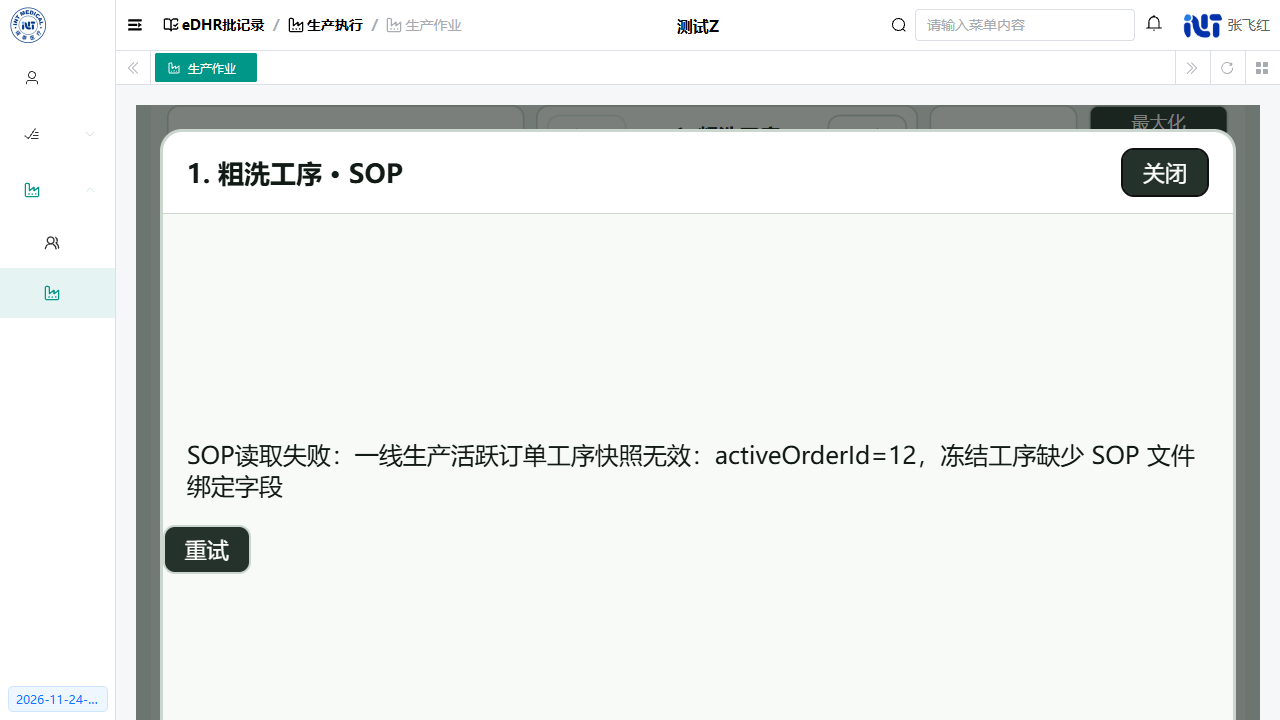 eDHR批记录 / 生产执行 / 生产作业
测试Z
请输入菜单内容
张飞红
生产作业
最大化
1. 粗洗工序 • SOP
关闭
SOP读取失败：一线生产活跃订单工序快照无效：activeOrderId=12，冻结工序缺少 SOP 文件
绑定字段
重试
2026-11-24-...